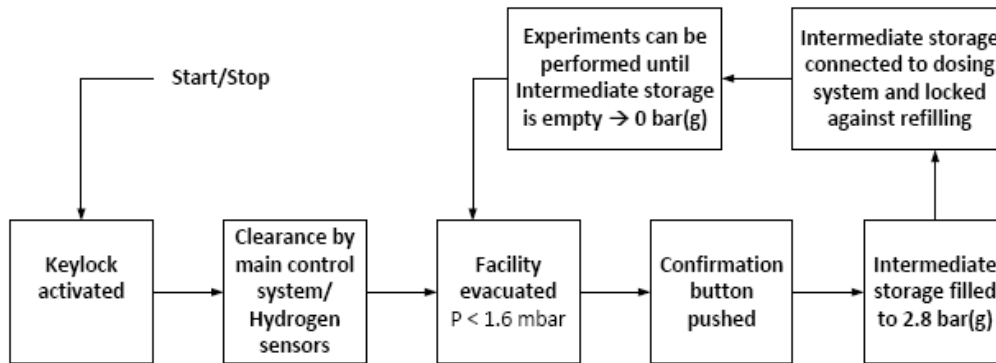 Start/Stop
Experiments can be
performed until
Intermediate storage
is empty → 0 bar(g)
Intermediate storage
connected to dosing
system and locked
against refilling
Keylock
activated
Clearance by
main control
system/
Hydrogen
sensors
Facility
evacuated
P < 1.6 mbar
Confirmation
button
pushed
Intermediate
storage filled
to 2.8 bar(g)